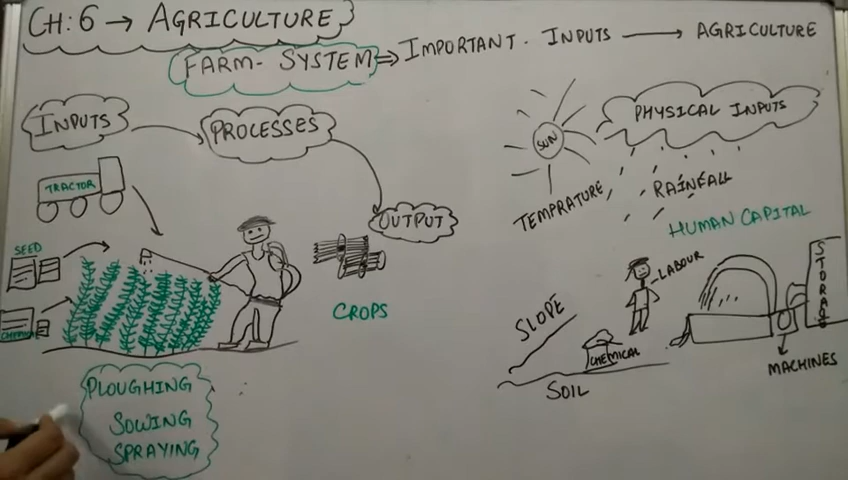 CH:6 → AGRICULTURE
FARM-SYSTEM ⇒ IMPORTANT. INPUTS → AGRICULTURE
INPUTS
PROCESSES
OUTPUT
TRACTOR
SEED
CHEMICAL
CROPS
PLOUGHING
SOWING
SPRAYING
SUN
PHYSICAL INPUTS
TEMPRATURE
RAINFALL
HUMAN CAPITAL
LABOUR
SLOPE
CHEMICAL
SOIL
MACHINES
STORAGE